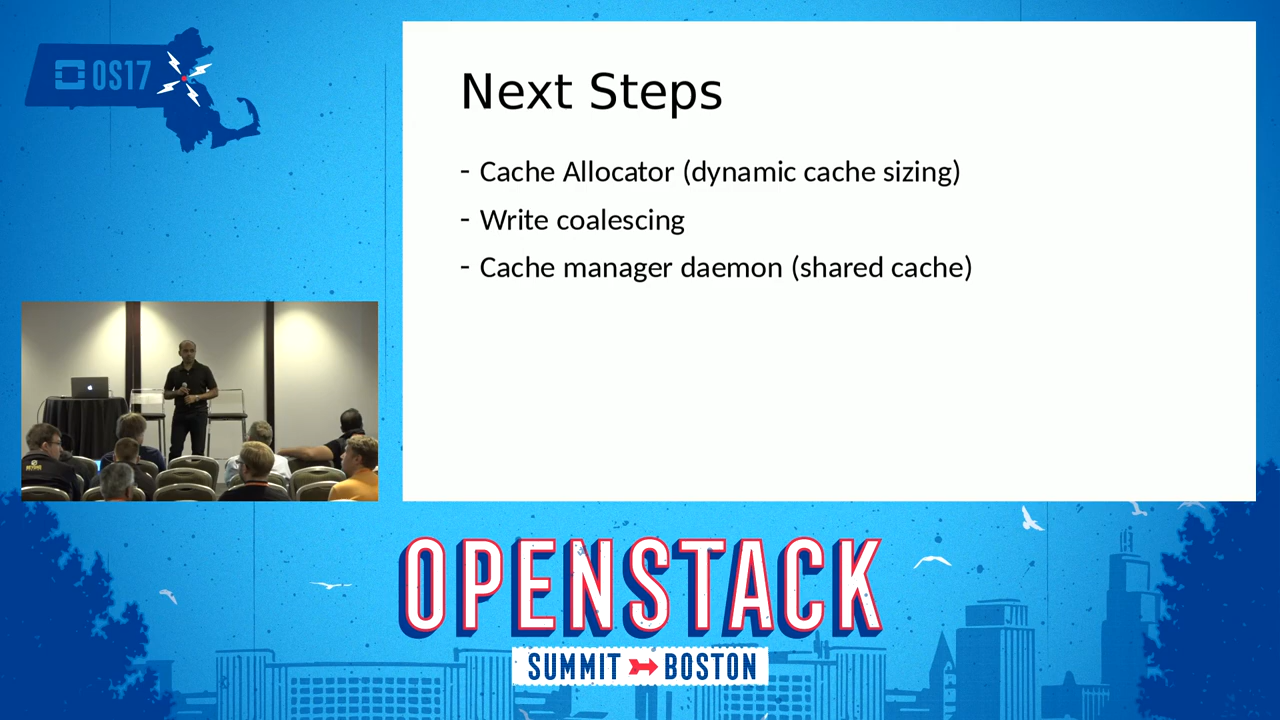 OS17
Next Steps
- Cache Allocator (dynamic cache sizing)
- Write coalescing
- Cache manager daemon (shared cache)
OPENSTACK
SUMMIT BOSTON